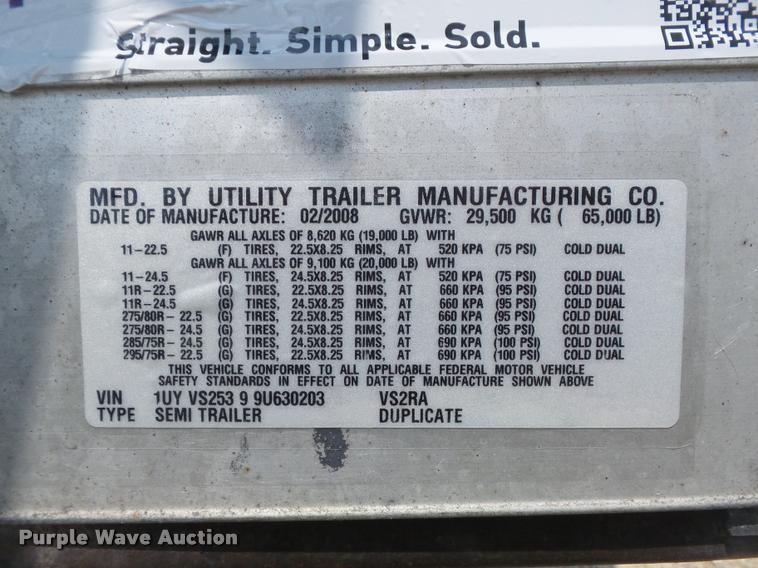 Straight. Simple. Sold.
MFD. BY UTILITY TRAILER MANUFACTURING CO.
DATE OF MANUFACTURE: 02/2008 GVWR: 29,500 KG ( 65,000 LB)
GAWR ALL AXLES OF 8,620 KG (19,000 LB) WITH
11-22.5 (F) TIRES, 22.5X8.25 RIMS, AT 520 KPA (75 PSI) COLD DUAL
GAWR ALL AXLES OF 9,100 KG (20,000 LB) WITH
11-24.5 (F) TIRES, 24.5X8.25 RIMS, AT 520 KPA (75 PSI) COLD DUAL
11R-22.5 (G) TIRES, 22.5X8.25 RIMS, AT 660 KPA (95 PSI) COLD DUAL
11R-24.5 (G) TIRES, 24.5X8.25 RIMS, AT 660 KPA (95 PSI) COLD DUAL
275/80R-22.5 (G) TIRES, 22.5X8.25 RIMS, AT 660 KPA (95 PSI) COLD DUAL
275/80R-24.5 (G) TIRES, 24.5X8.25 RIMS, AT 660 KPA (95 PSI) COLD DUAL
285/75R-24.5 (G) TIRES, 24.5X8.25 RIMS, AT 690 KPA (100 PSI) COLD DUAL
295/75R-22.5 (G) TIRES, 22.5X8.25 RIMS, AT 690 KPA (100 PSI) COLD DUAL
THIS VEHICLE CONFORMS TO ALL APPLICABLE FEDERAL MOTOR VEHICLE
SAFETY STANDARDS IN EFFECT ON DATE OF MANUFACTURE SHOWN ABOVE
VIN 1UY VS253 9 9U630203 VS2RA
TYPE SEMI TRAILER DUPLICATE
Purple Wave Auction